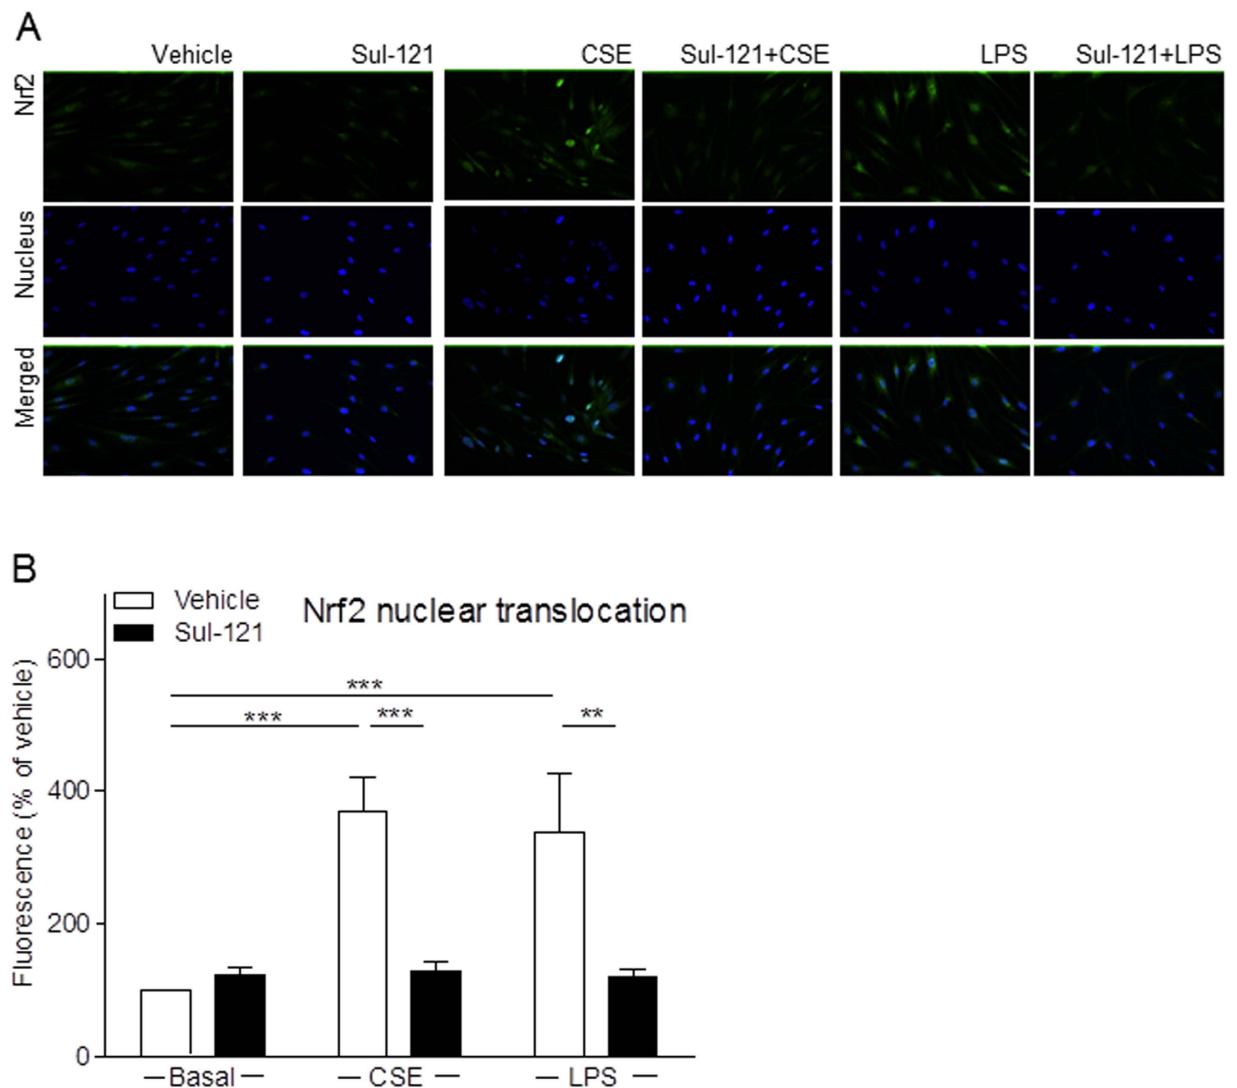 A
Vehicle Sul-121 CSE Sul-121+CSE LPS Sul-121+LPS
Nrf2
Nucleus
Merged
B
Vehicle
Sul-121
Nrf2 nuclear translocation
Fluorescence (% of vehicle)
600
400
200
0
***
*** *** **
Basal CSE LPS